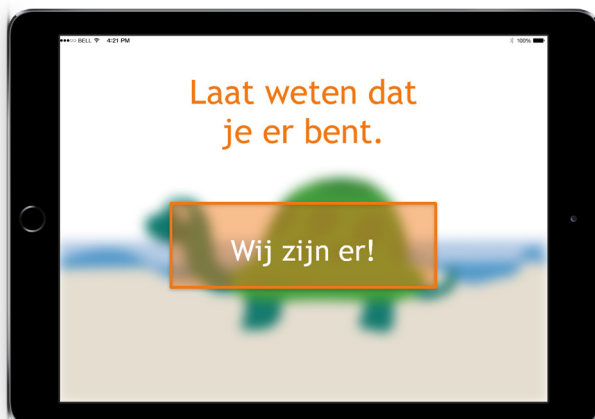 BELL 4:21 PM 100%
Laat weten dat
je er bent.
Wij zijn er!